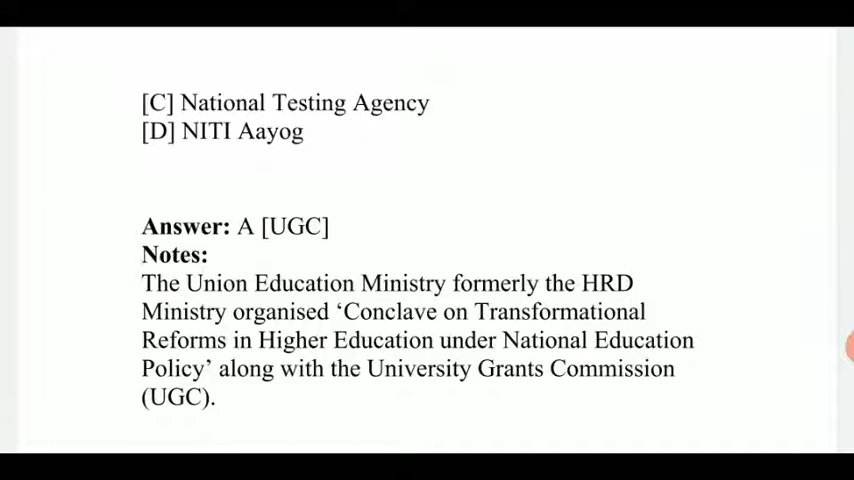 [C] National Testing Agency
[D] NITI Aayog
Answer: A [UGC]
Notes:
The Union Education Ministry formerly the HRD
Ministry organised ‘Conclave on Transformational
Reforms in Higher Education under National Education
Policy’ along with the University Grants Commission
(UGC).